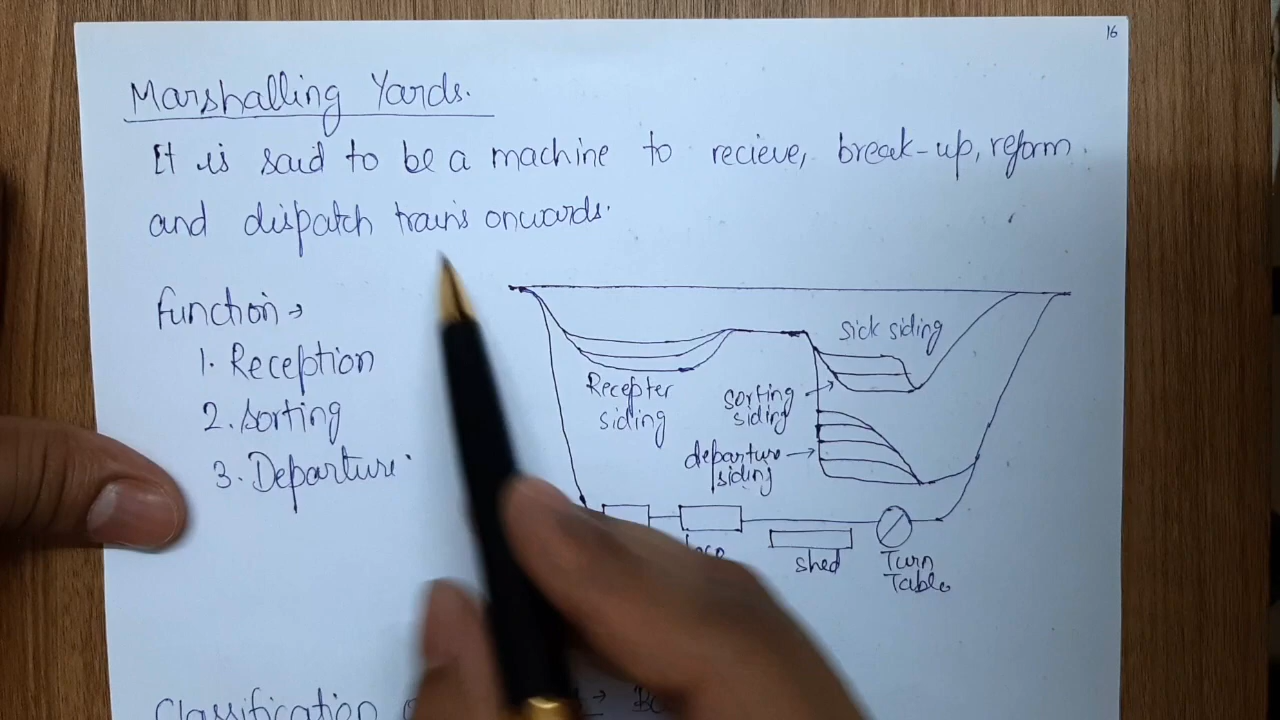 16
Marshalling Yards.
It is said to be a machine to recieve, break-up, reform
and dispatch trains onwards.
Function →
1. Reception
2. Sorting
3. Departure
Sick siding
Recepter
siding
sorting
siding
departure
siding
Shed
Turn
Table
Classification